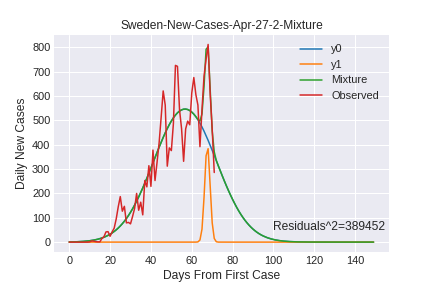 Sweden-New-Cases-Apr-27-2-Mixture
800
700
600
500
400
300
200
100
0
Daily New Cases
y0
y1
Mixture
Observed
Residuals^2=389452
0 20 40 60 80 100 120 140
Days From First Case